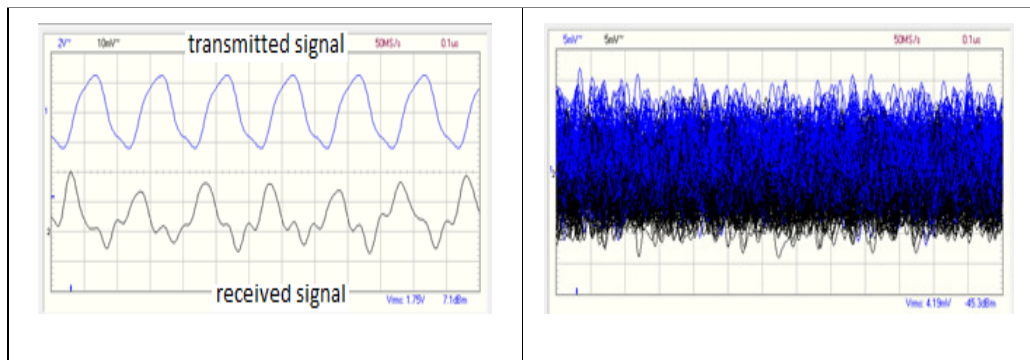 2V 10mV 50MS/s 0.1us
transmitted signal
1
2
received signal
Vrms: 1.79V 7.1dBm
5mV 5mV 50MS/s 0.1us
Vrms: 4.19mV -45.3dBm